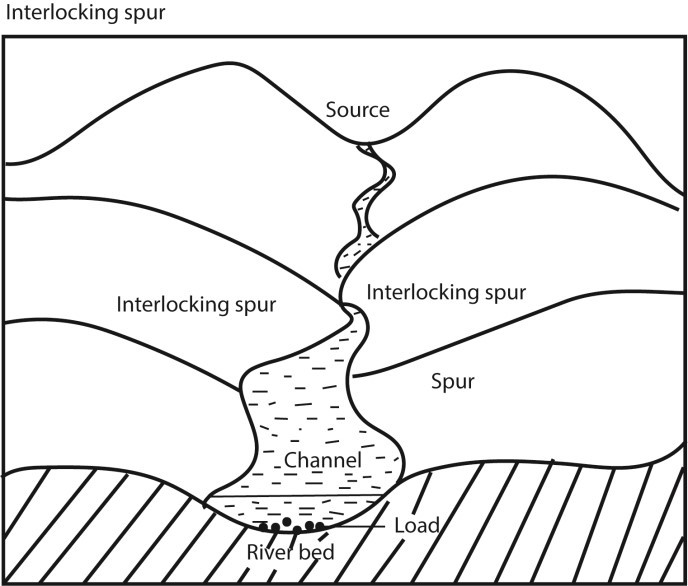 Interlocking spur
Source
Interlocking spur
Interlocking spur
Spur
Channel
Load
River bed